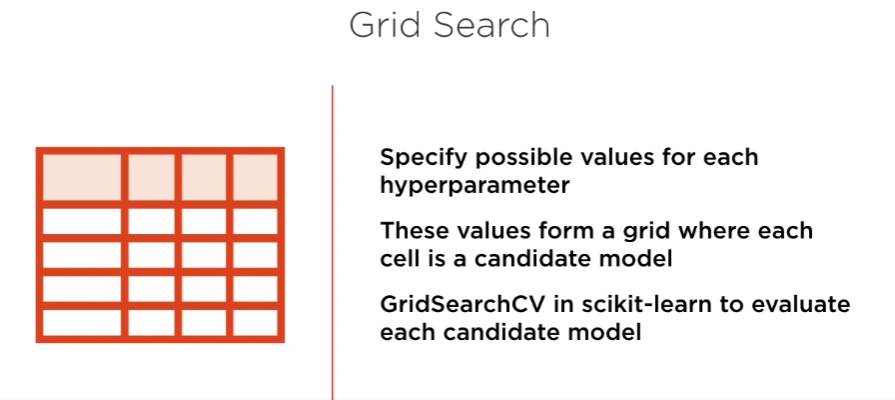 Grid Search
Specify possible values for each
hyperparameter
These values form a grid where each
cell is a candidate model
GridSearchCV in scikit-learn to evaluate
each candidate model